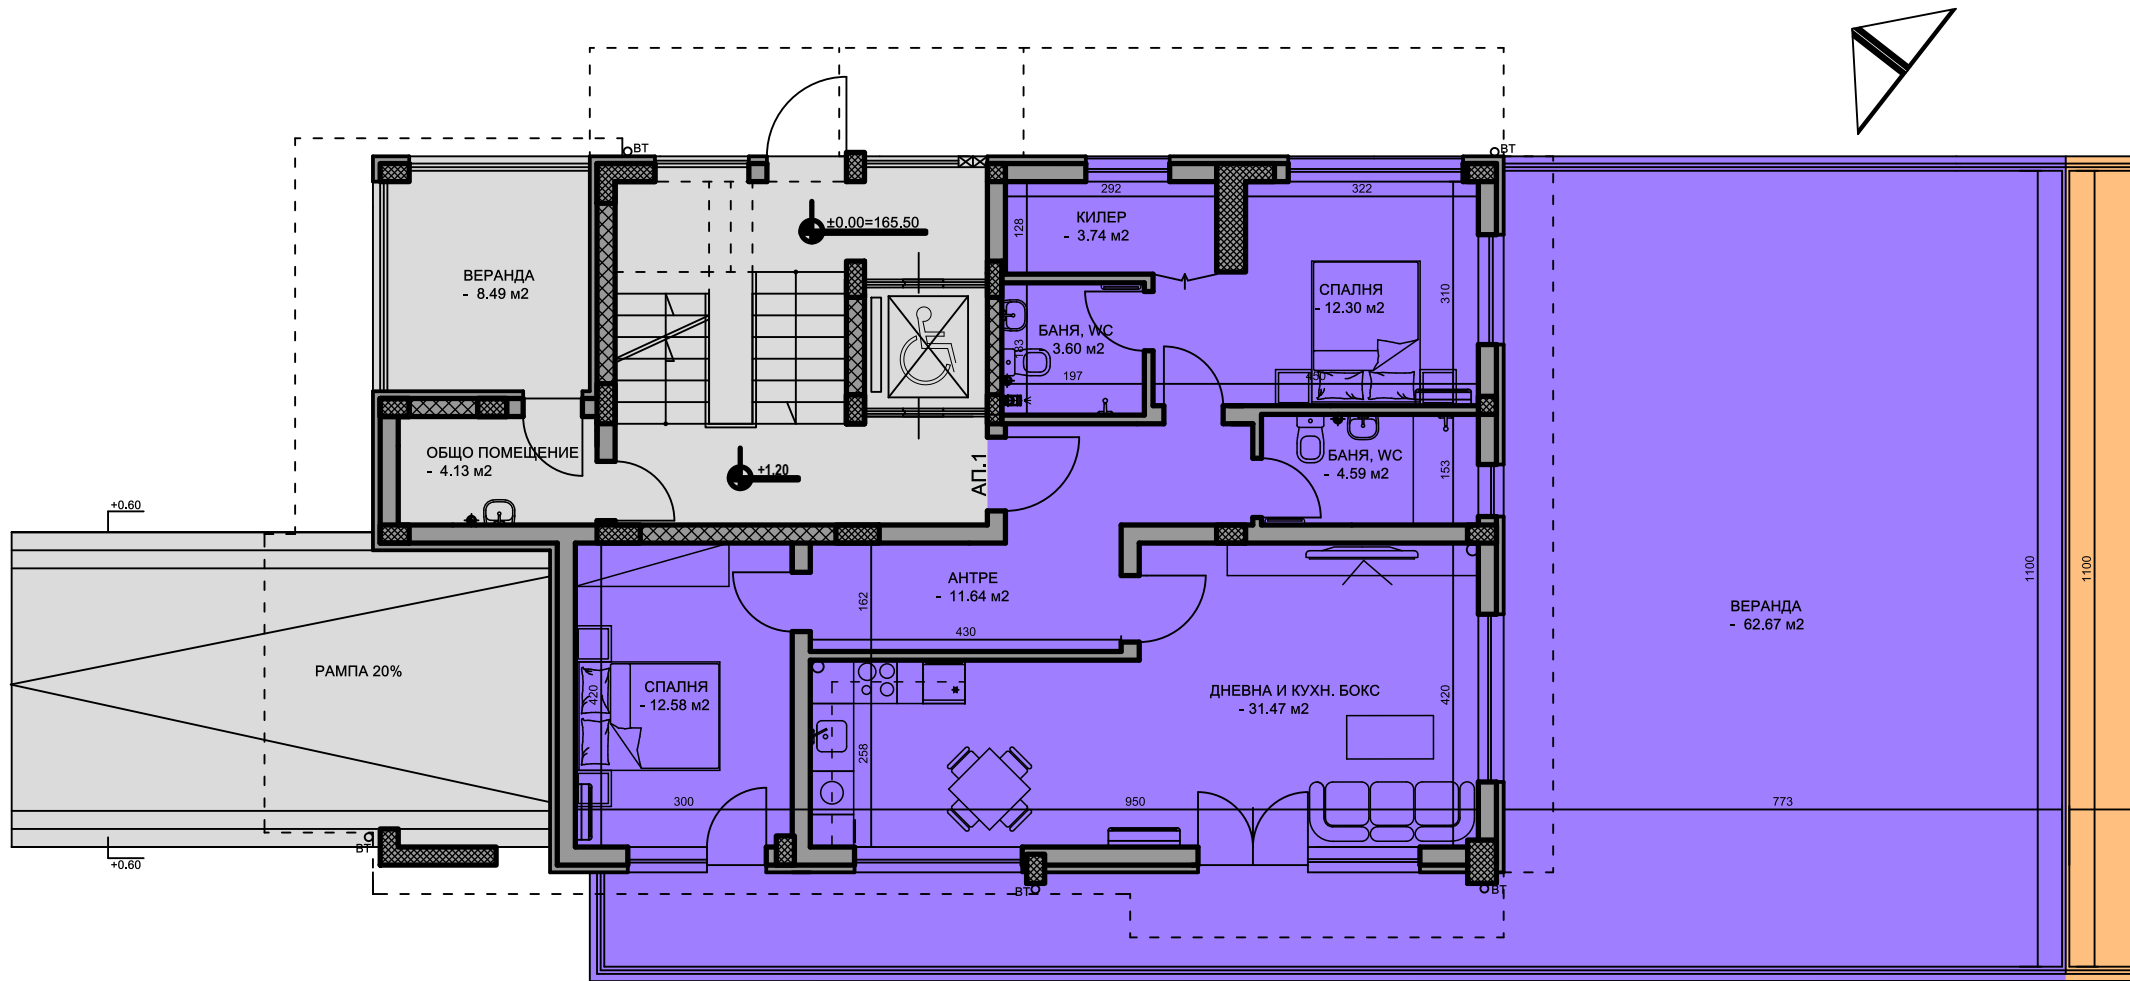 ВТ
ВТ
±0.00=165.50
292
322
КИЛЕР
- 3.74 м2
128
ВЕРАНДА
- 8.49 м2
СПАЛНЯ
- 12.30 м2
310
БАНЯ, WC
3.60 м2
183
197
450
ОБЩО ПОМЕЩЕНИЕ
- 4.13 м2
+1.20
АП.1
БАНЯ, WC
- 4.59 м2
153
+0.60
АНТРЕ
- 11.64 м2
162
430
1100
1100
ВЕРАНДА
- 62.67 м2
РАМПА 20%
СПАЛНЯ
- 12.58 м2
420
ДНЕВНА И КУХН. БОКС
- 31.47 м2
420
258
300
950
773
ВТ
+0.60
ВТ
ВТ